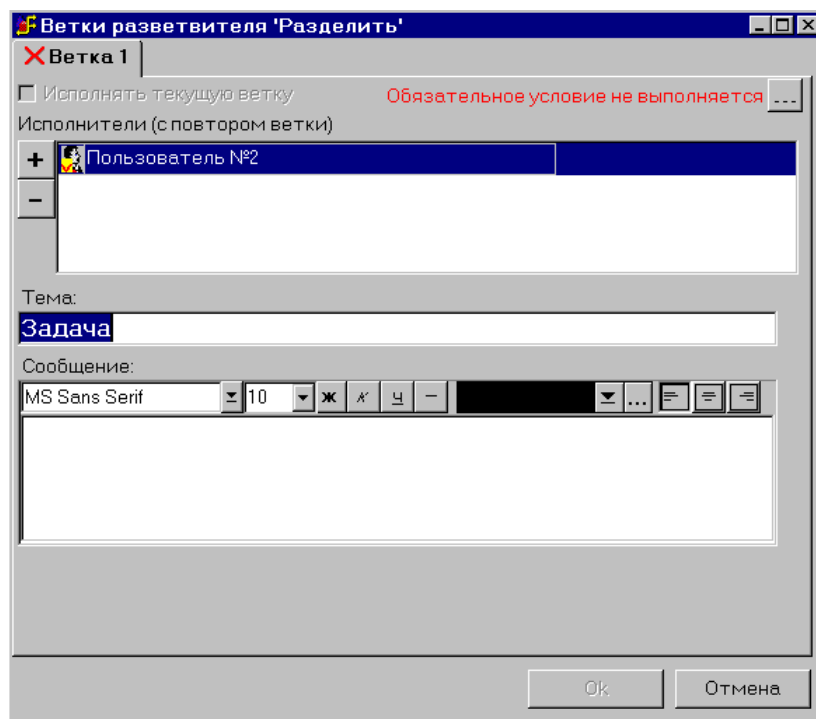 Ветки разветвителя 'Разделить'
Ветка 1
Исполнять текущую ветку Обязательное условие не выполняется ...
Исполнители (с повтором ветки)
+ Пользователь №2
−
Тема:
Задача
Сообщение:
MS Sans Serif 10 Ж К Ч − ...
Ok Отмена